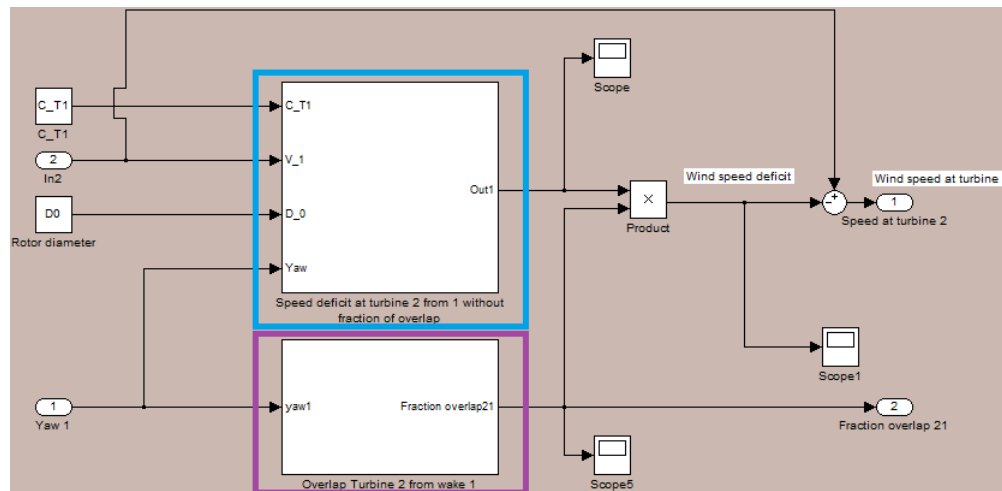 Scope
C_T1
C_T1
C_T1
2
In2
V_1
Out1
Wind speed deficit
Wind speed at turbine
×
Product
-
+
1
Speed at turbine 2
D0
Rotor diameter
D_0
Yaw
Speed deficit at turbine 2 from 1 without
fraction of overlap
Scope1
1
Yaw 1
yaw1
Fraction overlap21
2
Fraction overlap 21
Overlap Turbine 2 from wake 1
Scope5